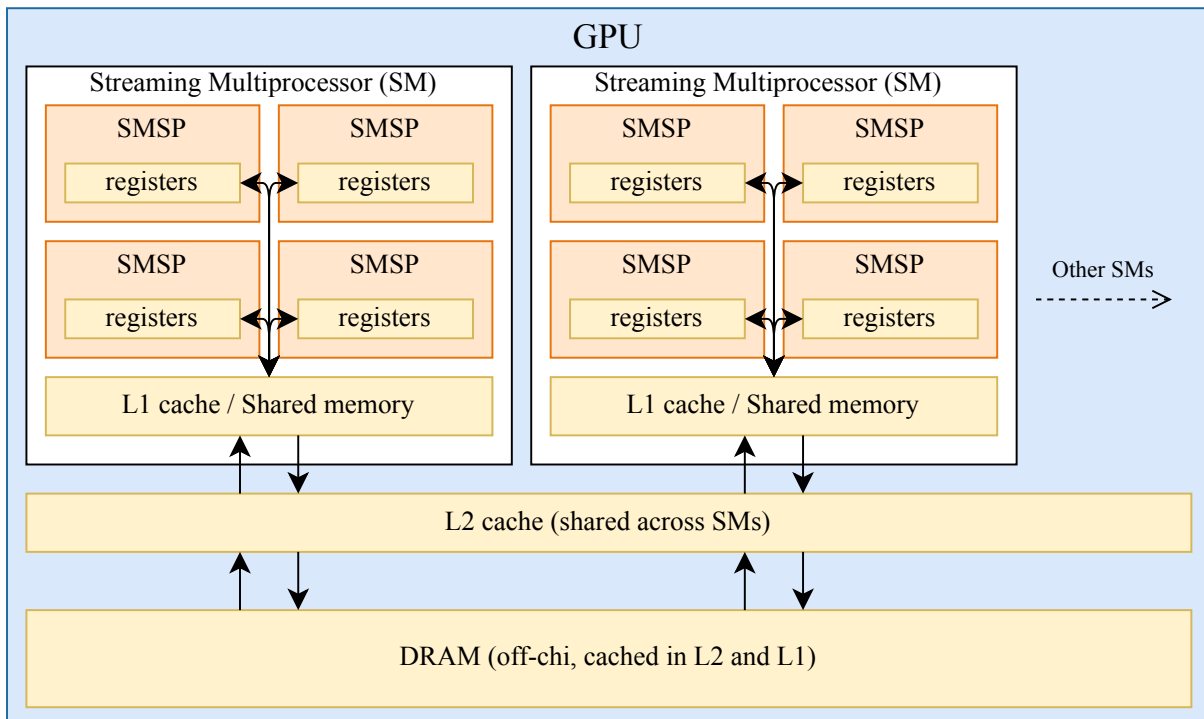 GPU
Streaming Multiprocessor (SM)
SMSP
registers
SMSP
registers
SMSP
registers
SMSP
registers
L1 cache / Shared memory
Streaming Multiprocessor (SM)
SMSP
registers
SMSP
registers
SMSP
registers
SMSP
registers
L1 cache / Shared memory
Other SMs
L2 cache (shared across SMs)
DRAM (off-chi, cached in L2 and L1)